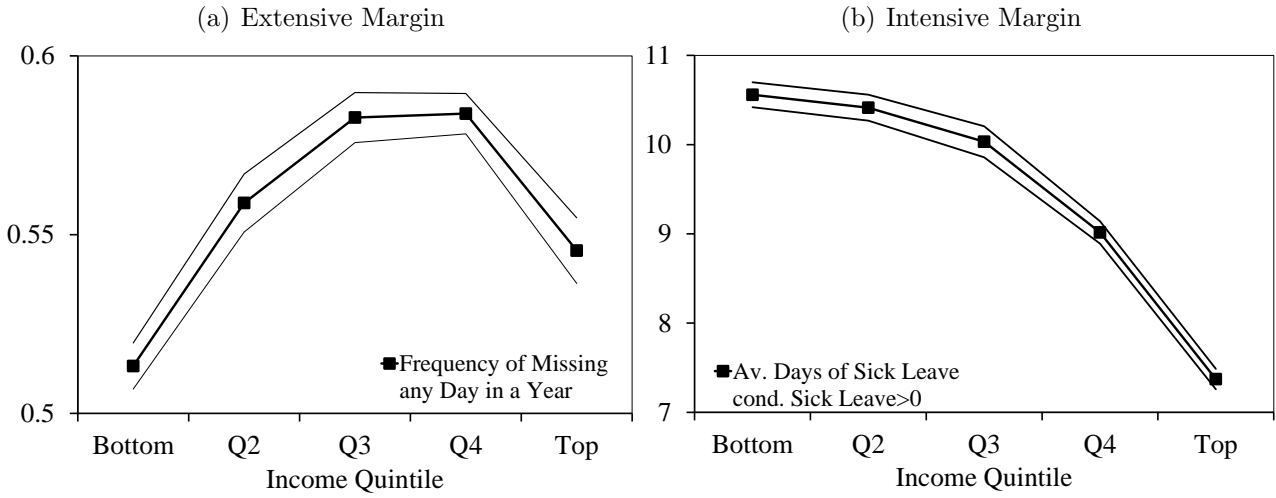 (a) Extensive Margin
0.6
0.55
0.5
Frequency of Missing
any Day in a Year
Bottom Q2 Q3 Q4 Top
Income Quintile
(b) Intensive Margin
11
10
9
8
7
Av. Days of Sick Leave
cond. Sick Leave>0
Bottom Q2 Q3 Q4 Top
Income Quintile